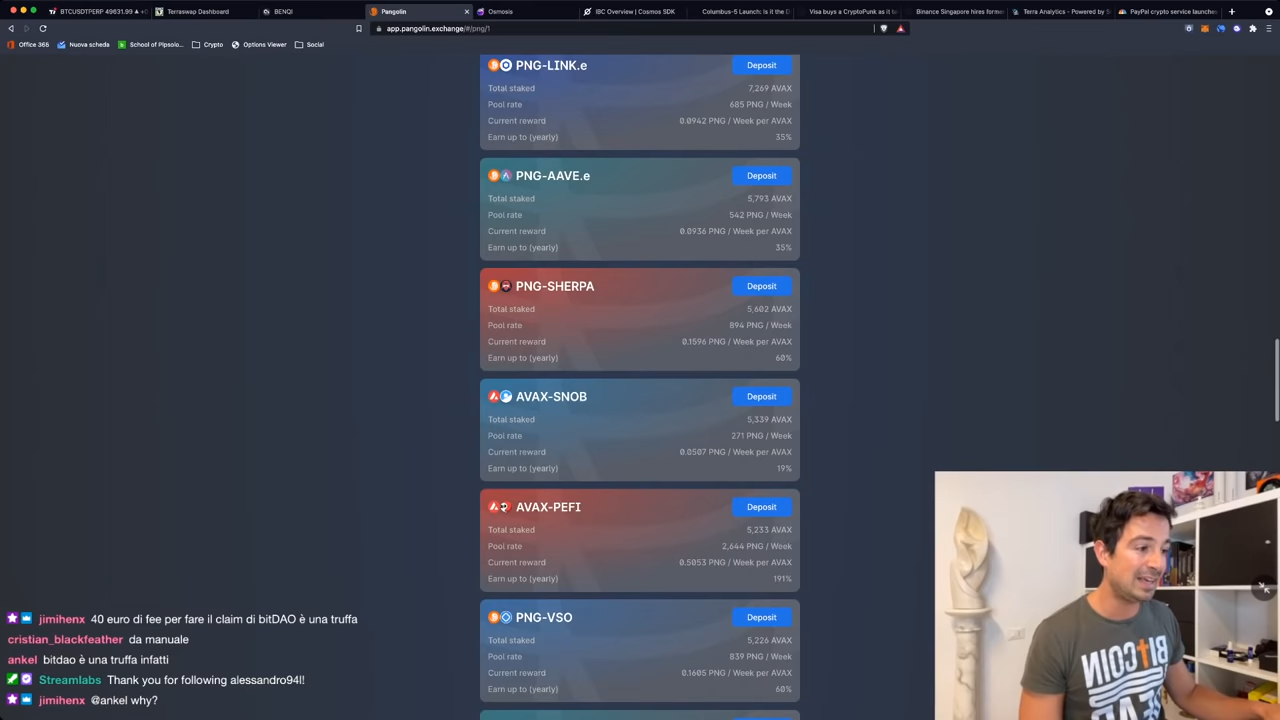 BTCUSDTPERP 49631.99
Terraswap Dashboard
BENQI
Pangolin
Osmosis
IBC Overview | Cosmos SDK
Columbus-5 Launch: Is it the D
Visa buys a CryptoPunk as it to
Binance Singapore hires former
Terra Analytics - Powered by
PayPal crypto service launches
app.pangolin.exchange/#/png/1
Office 365
Nuova scheda
School of Pipsolo...
Crypto
Options Viewer
Social
PNG-LINK.e
Deposit
Total staked 7,269 AVAX
Pool rate 685 PNG / Week
Current reward 0.0942 PNG / Week per AVAX
Earn up to (yearly) 35%
PNG-AAVE.e
Deposit
Total staked 5,793 AVAX
Pool rate 542 PNG / Week
Current reward 0.0936 PNG / Week per AVAX
Earn up to (yearly) 35%
PNG-SHERPA
Deposit
Total staked 5,602 AVAX
Pool rate 894 PNG / Week
Current reward 0.1596 PNG / Week per AVAX
Earn up to (yearly) 60%
AVAX-SNOB
Deposit
Total staked 5,339 AVAX
Pool rate 271 PNG / Week
Current reward 0.0507 PNG / Week per AVAX
Earn up to (yearly) 19%
AVAX-PEFI
Deposit
Total staked 5,233 AVAX
Pool rate 2,644 PNG / Week
Current reward 0.5053 PNG / Week per AVAX
Earn up to (yearly) 191%
PNG-VSO
Deposit
Total staked 5,226 AVAX
Pool rate 839 PNG / Week
Current reward 0.1605 PNG / Week per AVAX
Earn up to (yearly) 60%
jimihenx 40 euro di fee per fare il claim di bitDAO è una truffa
cristian_blackfeather da manuale
ankel bitdao è una truffa infatti
Streamlabs Thank you for following alessandro94l!
jimihenx @ankel why?
BITCOIN